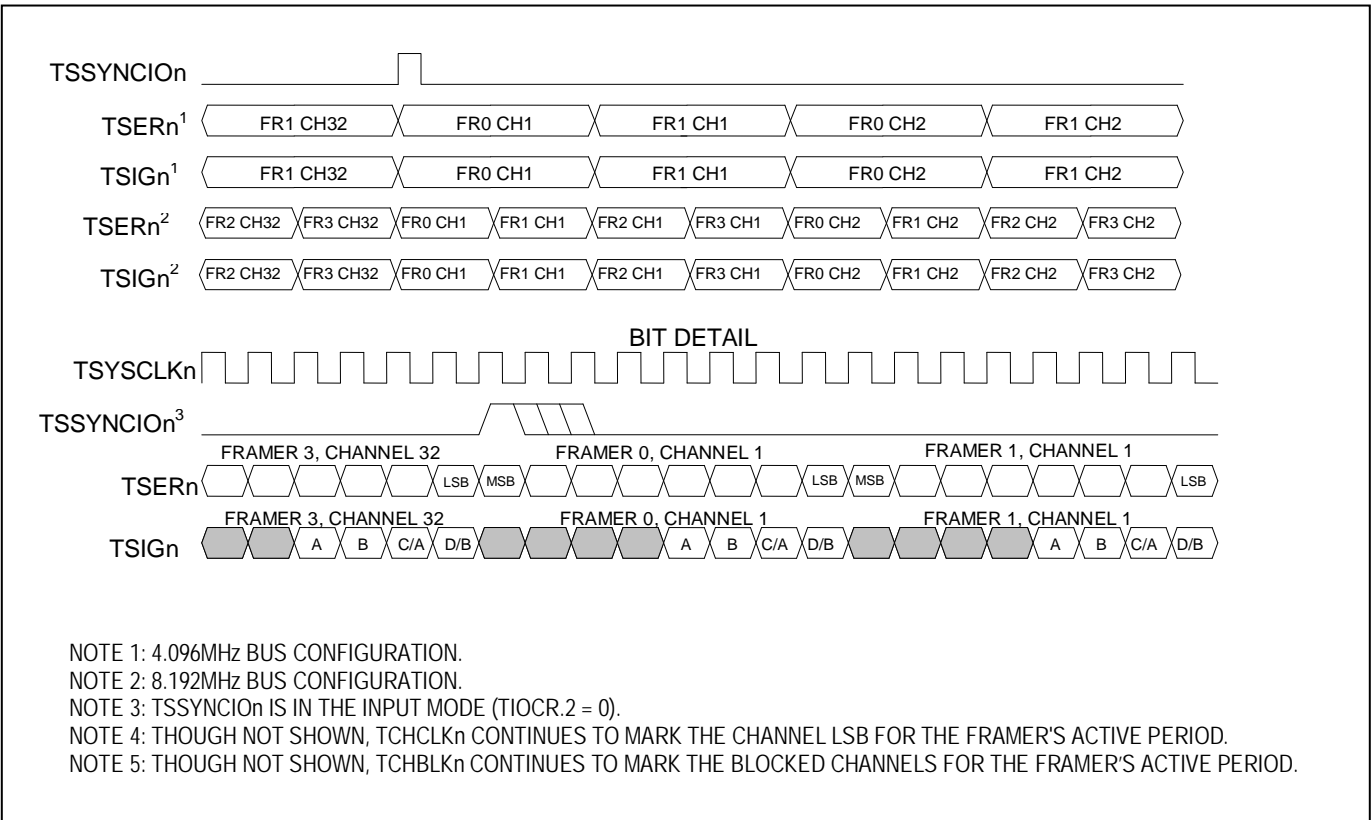 TSSYNCIOn
TSERn¹ FR1 CH32 FR0 CH1 FR1 CH1 FR0 CH2 FR1 CH2
TSIGn¹ FR1 CH32 FR0 CH1 FR1 CH1 FR0 CH2 FR1 CH2
TSERn² FR2 CH32 FR3 CH32 FR0 CH1 FR1 CH1 FR2 CH1 FR3 CH1 FR0 CH2 FR1 CH2 FR2 CH2 FR3 CH2
TSIGn² FR2 CH32 FR3 CH32 FR0 CH1 FR1 CH1 FR2 CH1 FR3 CH1 FR0 CH2 FR1 CH2 FR2 CH2 FR3 CH2
BIT DETAIL
TSYSCLKn
TSSYNCIOn³
FRAMER 3, CHANNEL 32 FRAMER 0, CHANNEL 1 FRAMER 1, CHANNEL 1
TSERn LSB MSB LSB MSB LSB
FRAMER 3, CHANNEL 32 FRAMER 0, CHANNEL 1 FRAMER 1, CHANNEL 1
TSIGn A B C/A D/B A B C/A D/B A B C/A D/B
NOTE 1: 4.096MHz BUS CONFIGURATION.
NOTE 2: 8.192MHz BUS CONFIGURATION.
NOTE 3: TSSYNCIOn IS IN THE INPUT MODE (TIOCR.2 = 0).
NOTE 4: THOUGH NOT SHOWN, TCHCLKn CONTINUES TO MARK THE CHANNEL LSB FOR THE FRAMER'S ACTIVE PERIOD.
NOTE 5: THOUGH NOT SHOWN, TCHBLKn CONTINUES TO MARK THE BLOCKED CHANNELS FOR THE FRAMER’S ACTIVE PERIOD.